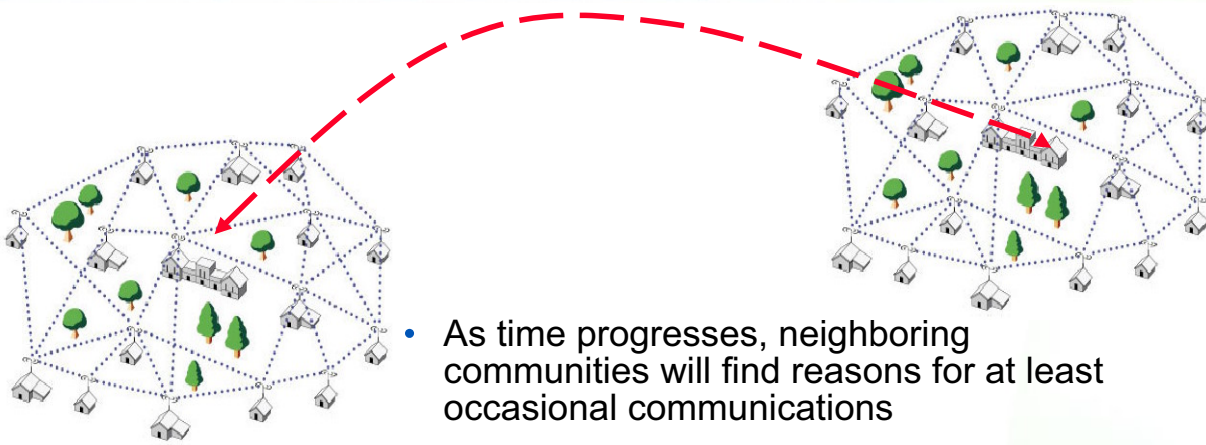 • As time progresses, neighboring
communities will find reasons for at least
occasional communications